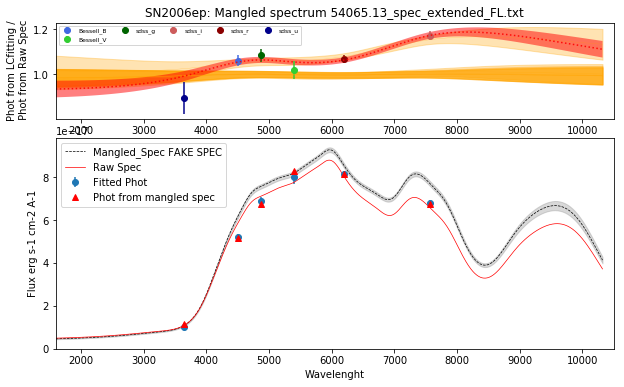 SN2006ep: Mangled spectrum 54065.13_spec_extended_FL.txt
Phot from LCfitting /
Phot from Raw Spec
Bessell_B
Bessell_V
sdss_g
sdss_i
sdss_r
sdss_u
1.2
1.0
2000 3000 4000 5000 6000 7000 8000 9000 10000
1e−17
Mangled_Spec FAKE SPEC
Raw Spec
Fitted Phot
Phot from mangled spec
Flux erg s-1 cm-2 A-1
8
6
4
2
0
2000 3000 4000 5000 6000 7000 8000 9000 10000
Wavelenght